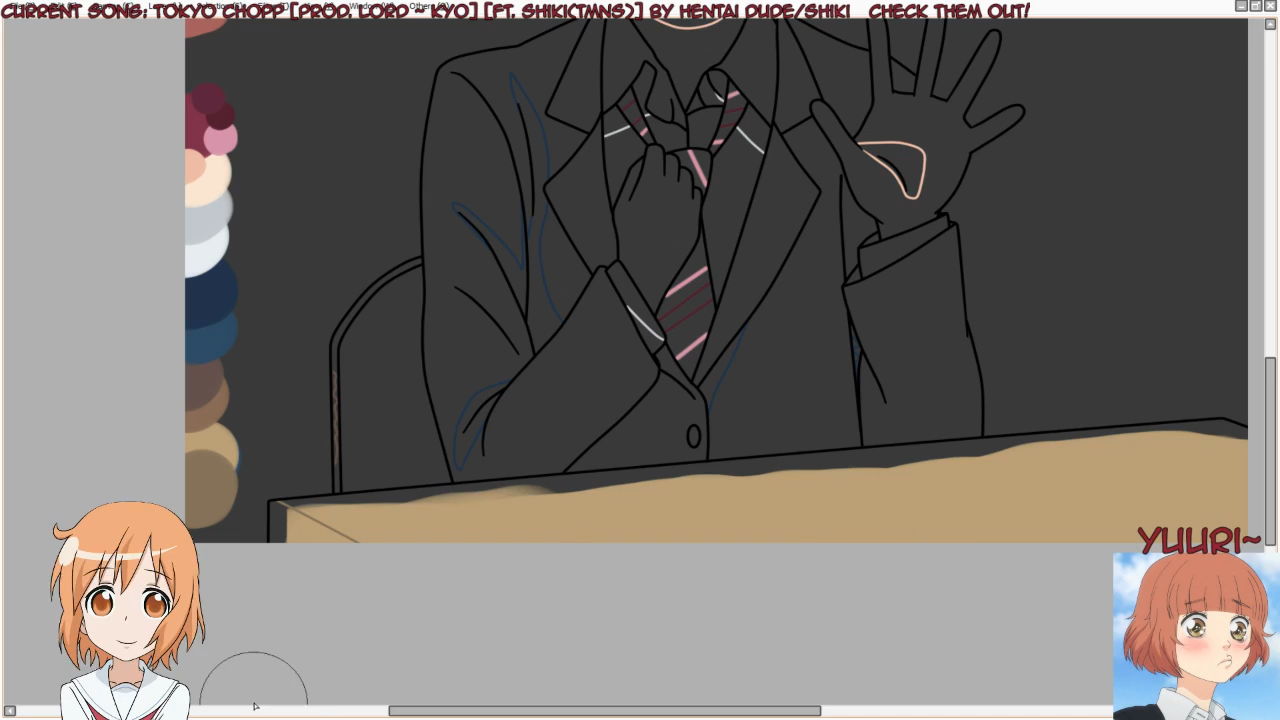 CURRENT SONG: TOKYO CHOPP [PROD. LORD ~ KYO] [FT. SHIKI(TMNS)] BY HENTAI DUDE/SHIKI CHECK THEM OUT!
YUURI~